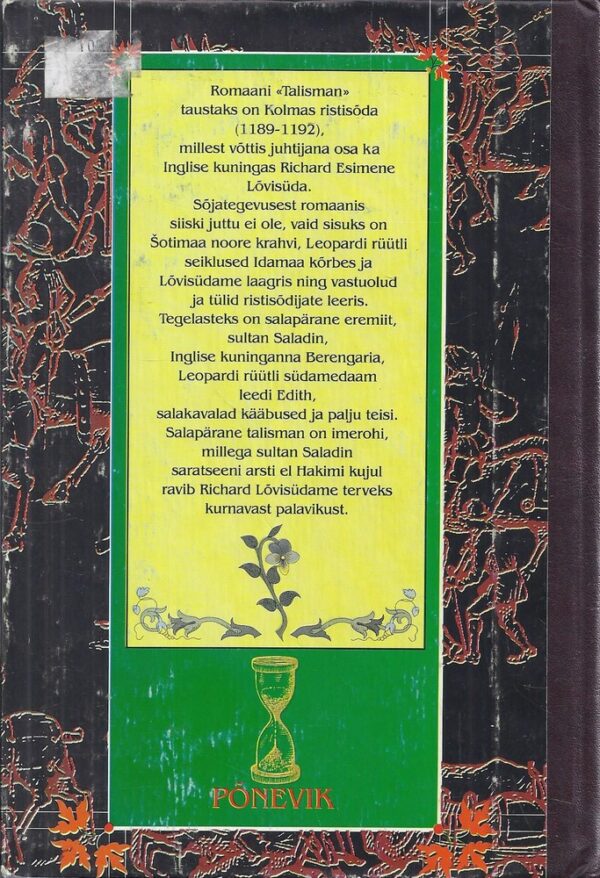 Romaani «Talisman»
taustaks on Kolmas ristisõda
(1189-1192),
millest võttis juhtijana osa ka
Inglise kuningas Richard Esimene
Lõvisüda.
Sõjategevusest romaanis
siiski juttu ei ole, vaid sisuks on
Šotimaa noore krahvi, Leopardi rüütli
seiklused Idamaa kõrbes ja
Lõvisüdame laagris ning vastuolud
ja tülid ristisõdijate leeris.
Tegelasteks on salapärane eremiit,
sultan Saladin,
Inglise kuninganna Berengaria,
Leopardi rüütli südamedaam
leedi Edith,
salakavalad kääbused ja palju teisi.
Salapärane talisman on imerohi,
millega sultan Saladin
saratseeni arsti el Hakimi kujul
ravib Richard Lõvisüdame terveks
kurnavast palavikust.
PÕNEVIK